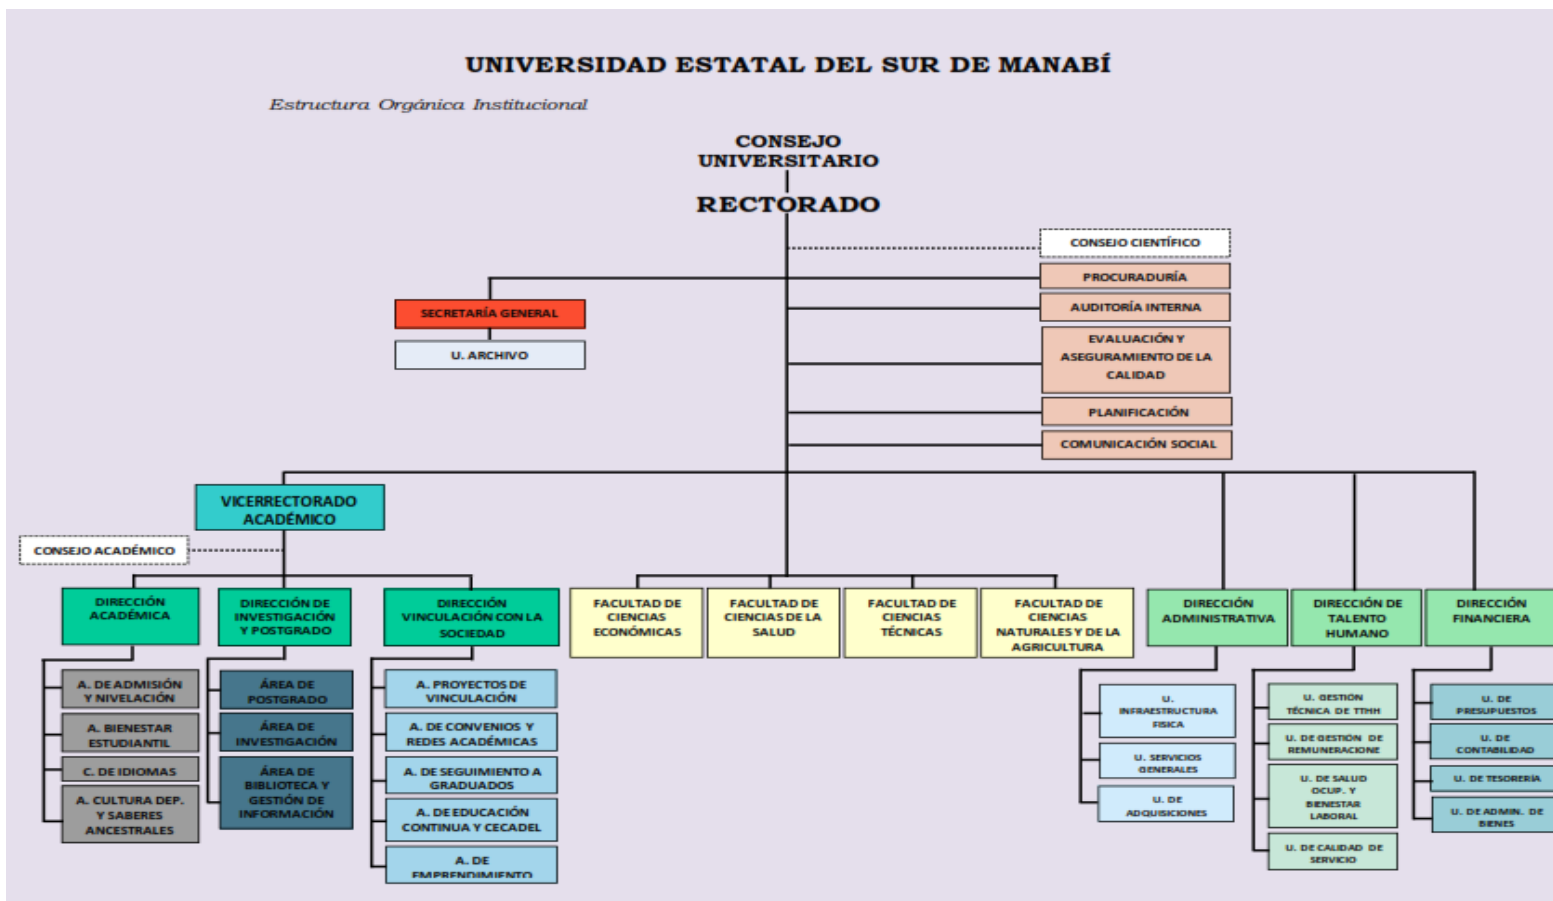 UNIVERSIDAD ESTATAL DEL SUR DE MANABÍ
Estructura Orgánica Institucional
CONSEJO
UNIVERSITARIO
RECTORADO
CONSEJO CIENTÍFICO
PROCURADURÍA
AUDITORÍA INTERNA
EVALUACIÓN Y
ASEGURAMIENTO DE LA
CALIDAD
PLANIFICACIÓN
COMUNICACIÓN SOCIAL
SECRETARÍA GENERAL
U. ARCHIVO
VICERRECTORADO
ACADÉMICO
CONSEJO ACADÉMICO
DIRECCIÓN
ACADÉMICA
A. DE ADMISIÓN
Y NIVELACIÓN
A. BIENESTAR
ESTUDIANTIL
C. DE IDIOMAS
A. CULTURA DEP.
Y SABERES
ANCESTRALES
DIRECCIÓN DE
INVESTIGACIÓN
Y POSTGRADO
ÁREA DE
POSTGRADO
ÁREA DE
INVESTIGACIÓN
ÁREA DE
BIBLIOTECA Y
GESTIÓN DE
INFORMACIÓN
DIRECCIÓN
VINCULACIÓN CON LA
SOCIEDAD
A. PROYECTOS DE
VINCULACIÓN
A. DE CONVENIOS Y
REDES ACADÉMICAS
A. DE SEGUIMIENTO A
GRADUADOS
A. DE EDUCACIÓN
CONTINUA Y CECADEL
A. DE
EMPRENDIMIENTO
FACULTAD DE
CIENCIAS
ECONÓMICAS
FACULTAD DE
CIENCIAS DE LA
SALUD
FACULTAD DE
CIENCIAS
TÉCNICAS
FACULTAD DE
CIENCIAS
NATURALES Y DE LA
AGRICULTURA
DIRECCIÓN
ADMINISTRATIVA
U.
INFRAESTRUCTURA
FISICA
U. SERVICIOS
GENERALES
U. DE
ADQUISICIONES
DIRECCIÓN DE
TALENTO
HUMANO
U. GESTIÓN
TÉCNICA DE TTHH
U. DE GESTIÓN DE
REMUNERACIONE
U. DE SALUD
OCUP. Y
BIENESTAR
LABORAL
U. DE CALIDAD DE
SERVICIO
DIRECCIÓN
FINANCIERA
U. DE
PRESUPUESTOS
U. DE
CONTABILIDAD
U. DE TESORERÍA
U. DE ADMIN. DE
BIENES